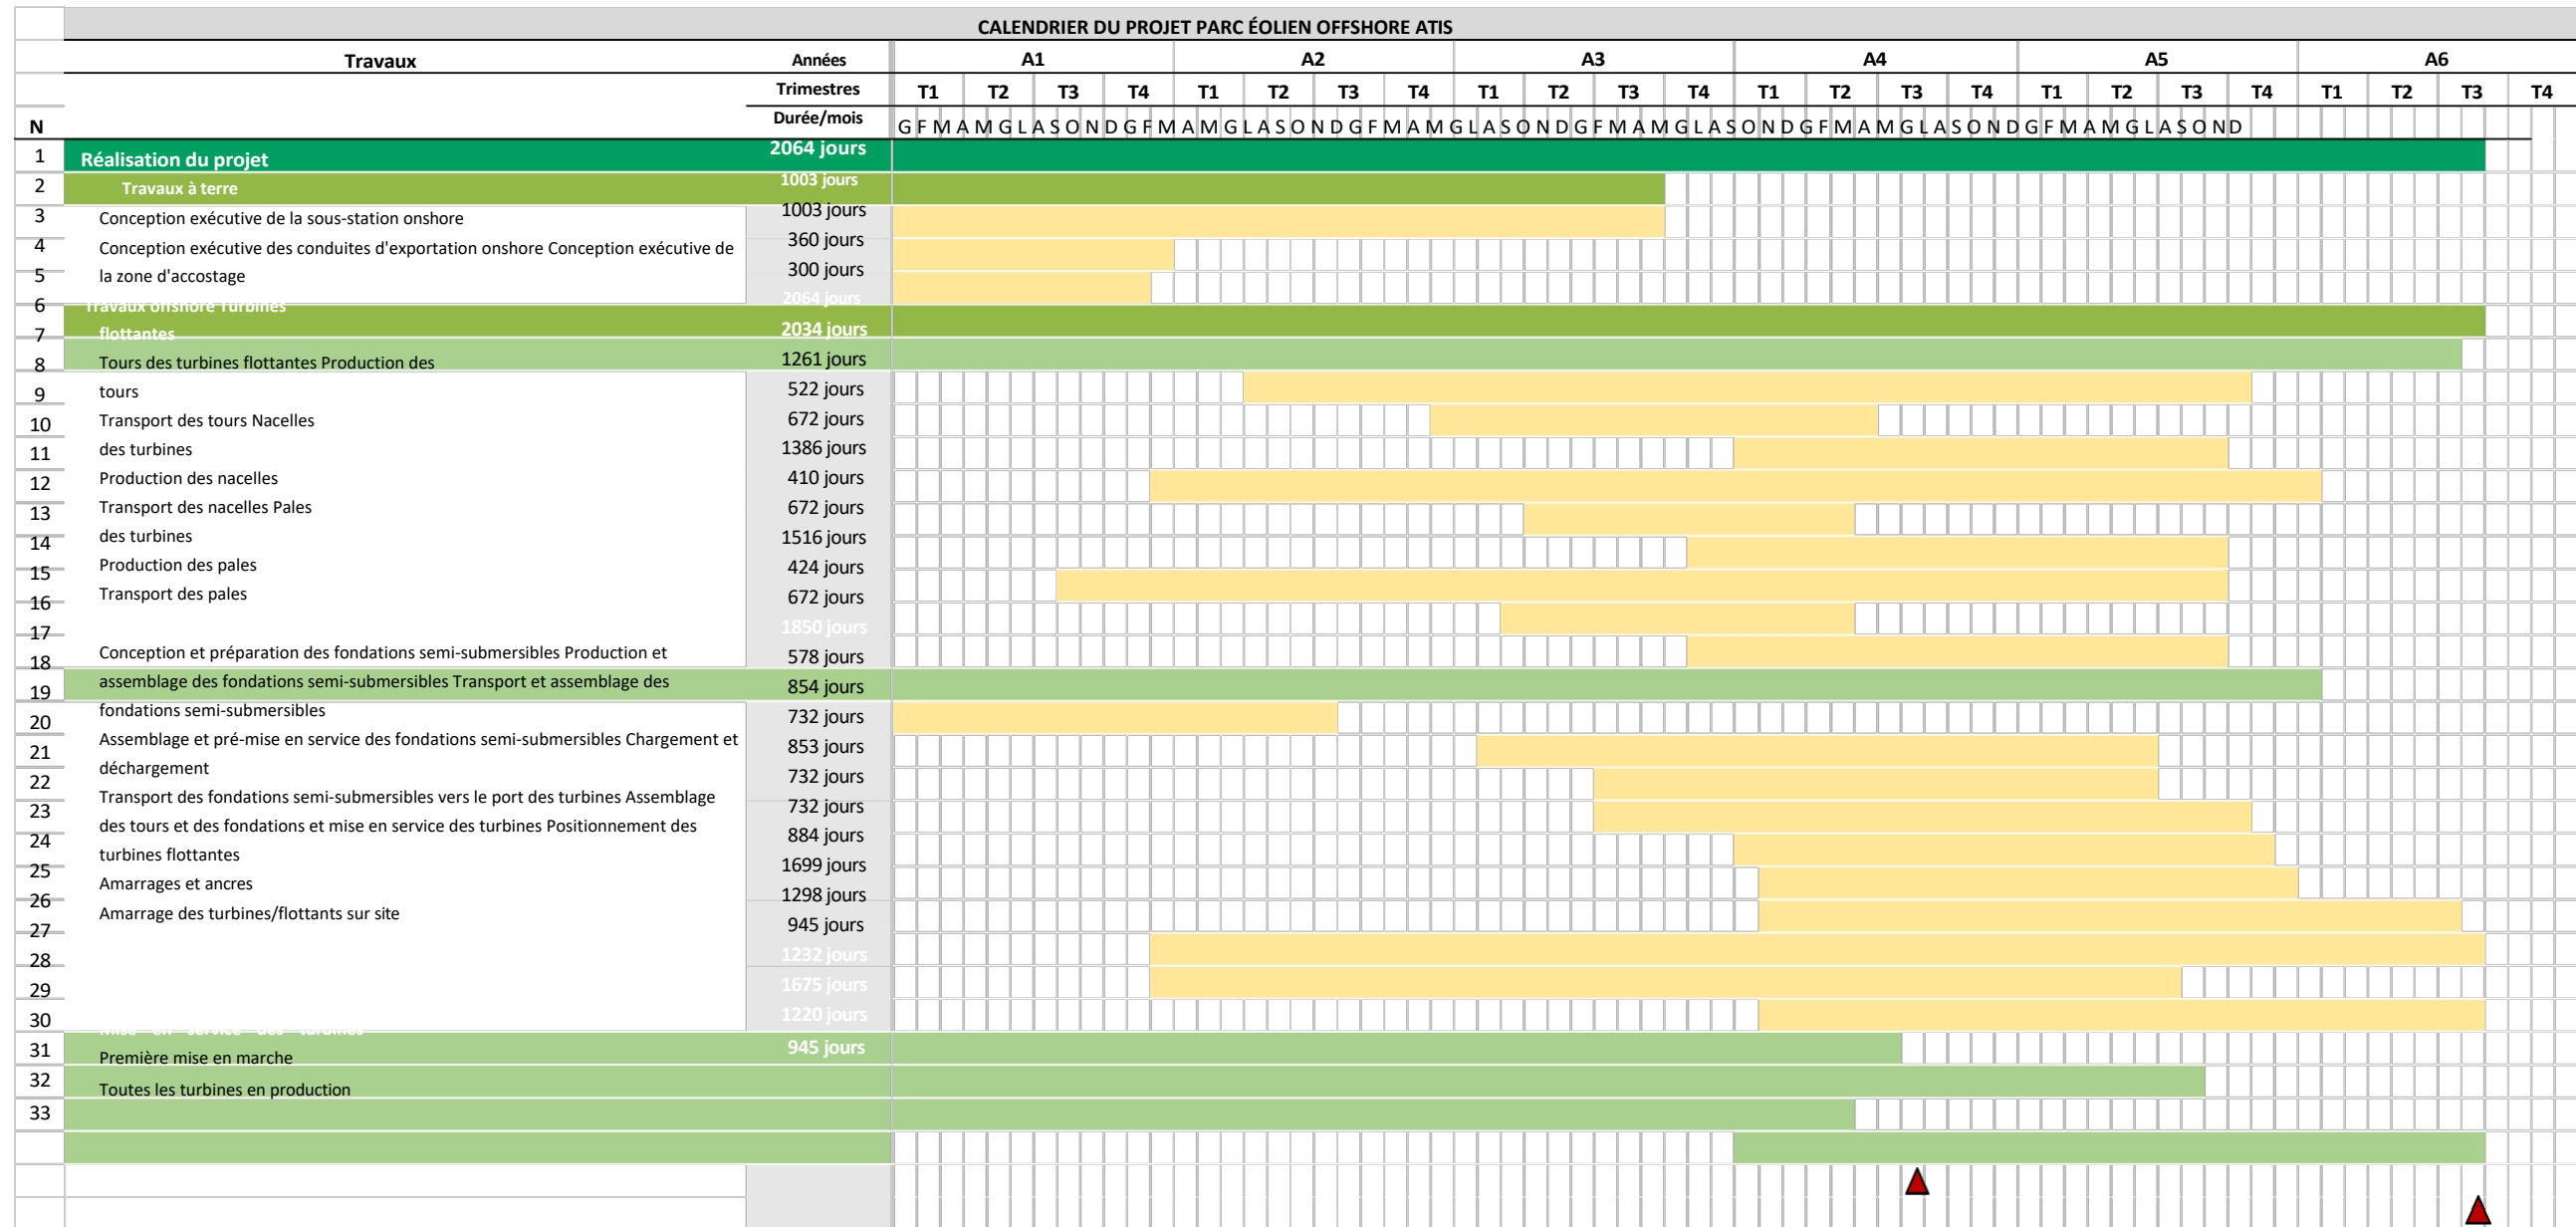 CALENDRIER DU PROJET PARC ÉOLIEN OFFSHORE ATIS
Travaux Années A1 A2 A3 A4 A5 A6
Trimestres T1 T2 T3 T4 T1 T2 T3 T4 T1 T2 T3 T4 T1 T2 T3 T4 T1 T2 T3 T4 T1 T2 T3 T4
N Durée/mois G F M A M G L A S O N D G F M A M G L A S O N D G F M A M G L A S O N D G F M A M G L A S O N D G F M A M G L A S O N D G F M A M G L A S O N D
1 Réalisation du projet 2064 jours
2 Travaux à terre 1003 jours
3 Conception exécutive de la sous-station onshore 1003 jours
4 Conception exécutive des conduites d'exportation onshore Conception exécutive de 360 jours
5 la zone d'accostage 300 jours
6 Travaux offshore Turbines 2064 jours
7 flottantes 2034 jours
8 Tours des turbines flottantes Production des 1261 jours
9 tours 522 jours
10 Transport des tours Nacelles 672 jours
11 des turbines 1386 jours
12 Production des nacelles 410 jours
13 Transport des nacelles Pales 672 jours
14 des turbines 1516 jours
15 Production des pales 424 jours
16 Transport des pales 672 jours
17 1850 jours
18 Conception et préparation des fondations semi-submersibles Production et 578 jours
19 assemblage des fondations semi-submersibles Transport et assemblage des 854 jours
20 fondations semi-submersibles 732 jours
21 Assemblage et pré-mise en service des fondations semi-submersibles Chargement et 853 jours
22 déchargement 732 jours
23 Transport des fondations semi-submersibles vers le port des turbines Assemblage 732 jours
24 des tours et des fondations et mise en service des turbines Positionnement des 884 jours
25 turbines flottantes 1699 jours
26 Amarrages et ancres 1298 jours
27 Amarrage des turbines/flottants sur site 945 jours
28 1232 jours
29 1675 jours
30 1220 jours
Mise en service des turbines
31 Première mise en marche 945 jours
32 Toutes les turbines en production
33